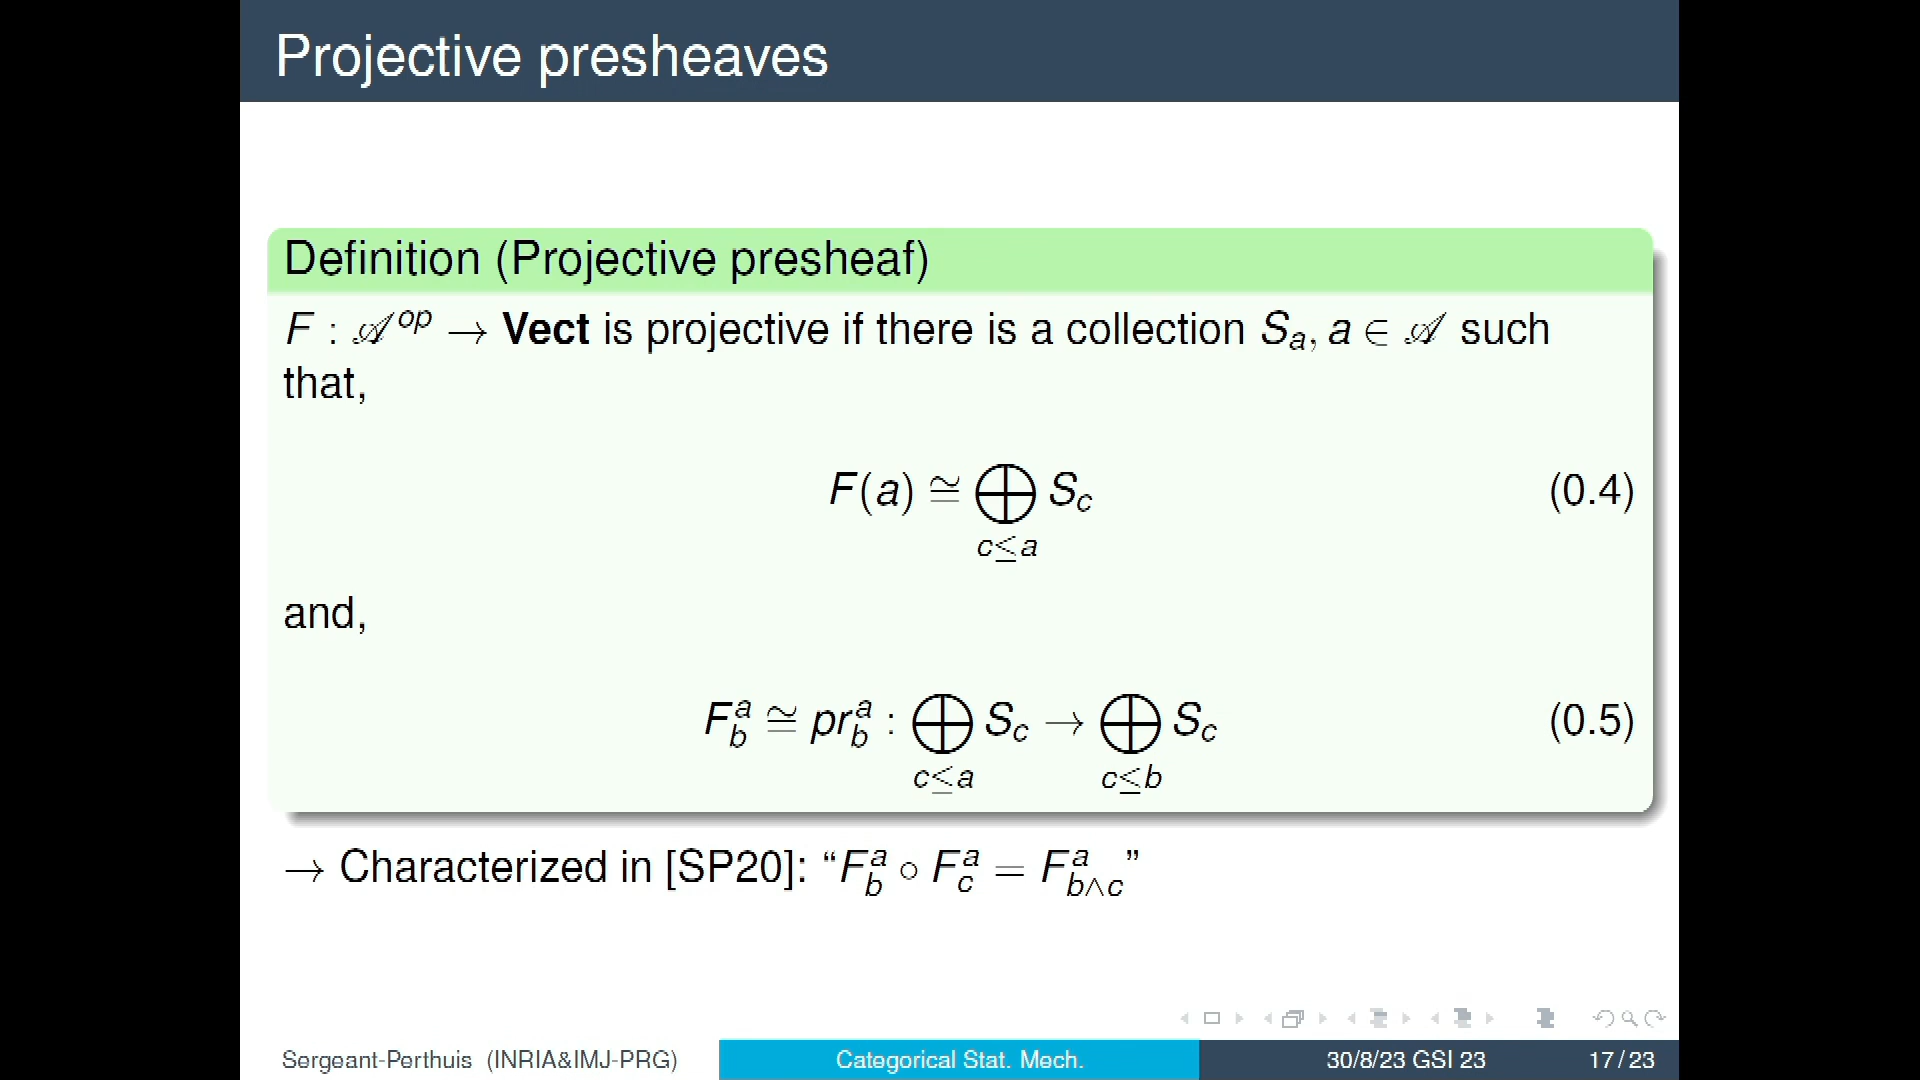 Projective presheaves
Definition (Projective presheaf)
F : 𝒜^op → Vect is projective if there is a collection S_a, a ∈ 𝒜 such
that,
F(a) ≅ ⨁_{c≤a} S_c (0.4)
and,
F^a_b ≅ pr^a_b : ⨁_{c≤a} S_c → ⨁_{c≤b} S_c (0.5)
→ Characterized in [SP20]: “F^a_b ∘ F^a_c = F^a_{b∧c}”
Sergeant-Perthuis (INRIA&IMJ-PRG) Categorical Stat. Mech. 30/8/23 GSI 23 17 / 23